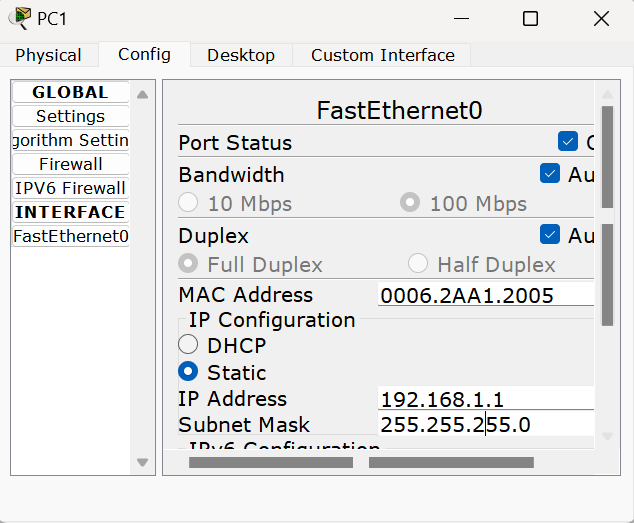 PC1
Physical Config Desktop Custom Interface
GLOBAL
Settings
gorithm Settin
Firewall
IPV6 Firewall
INTERFACE
FastEthernet0
FastEthernet0
Port Status
Bandwidth Au
10 Mbps 100 Mbps
Duplex Au
Full Duplex Half Duplex
MAC Address 0006.2AA1.2005
IP Configuration
DHCP
Static
IP Address 192.168.1.1
Subnet Mask 255.255.255.0
IPv6 Configuration